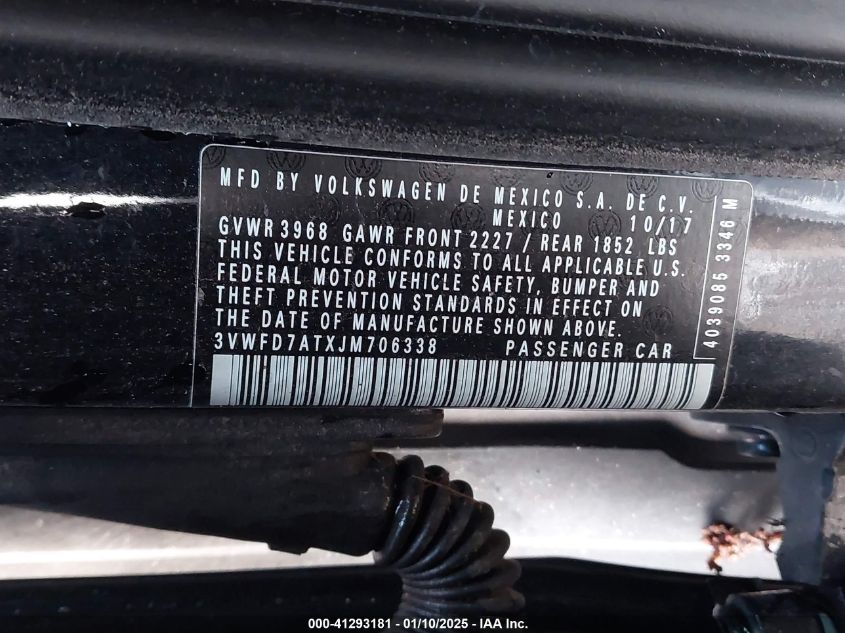 MFD BY VOLKSWAGEN DE MEXICO S.A. DE C.V.
MEXICO 10/17
GVWR 3968 GAWR FRONT 2227 / REAR 1852 LBS
THIS VEHICLE CONFORMS TO ALL APPLICABLE U.S.
FEDERAL MOTOR VEHICLE SAFETY, BUMPER AND
THEFT PREVENTION STANDARDS IN EFFECT ON
THE DATE OF MANUFACTURE SHOWN ABOVE.
3VWFD7ATXJM706338 PASSENGER CAR
4039085 3346 M
000-41293181 - 01/10/2025 - IAA Inc.